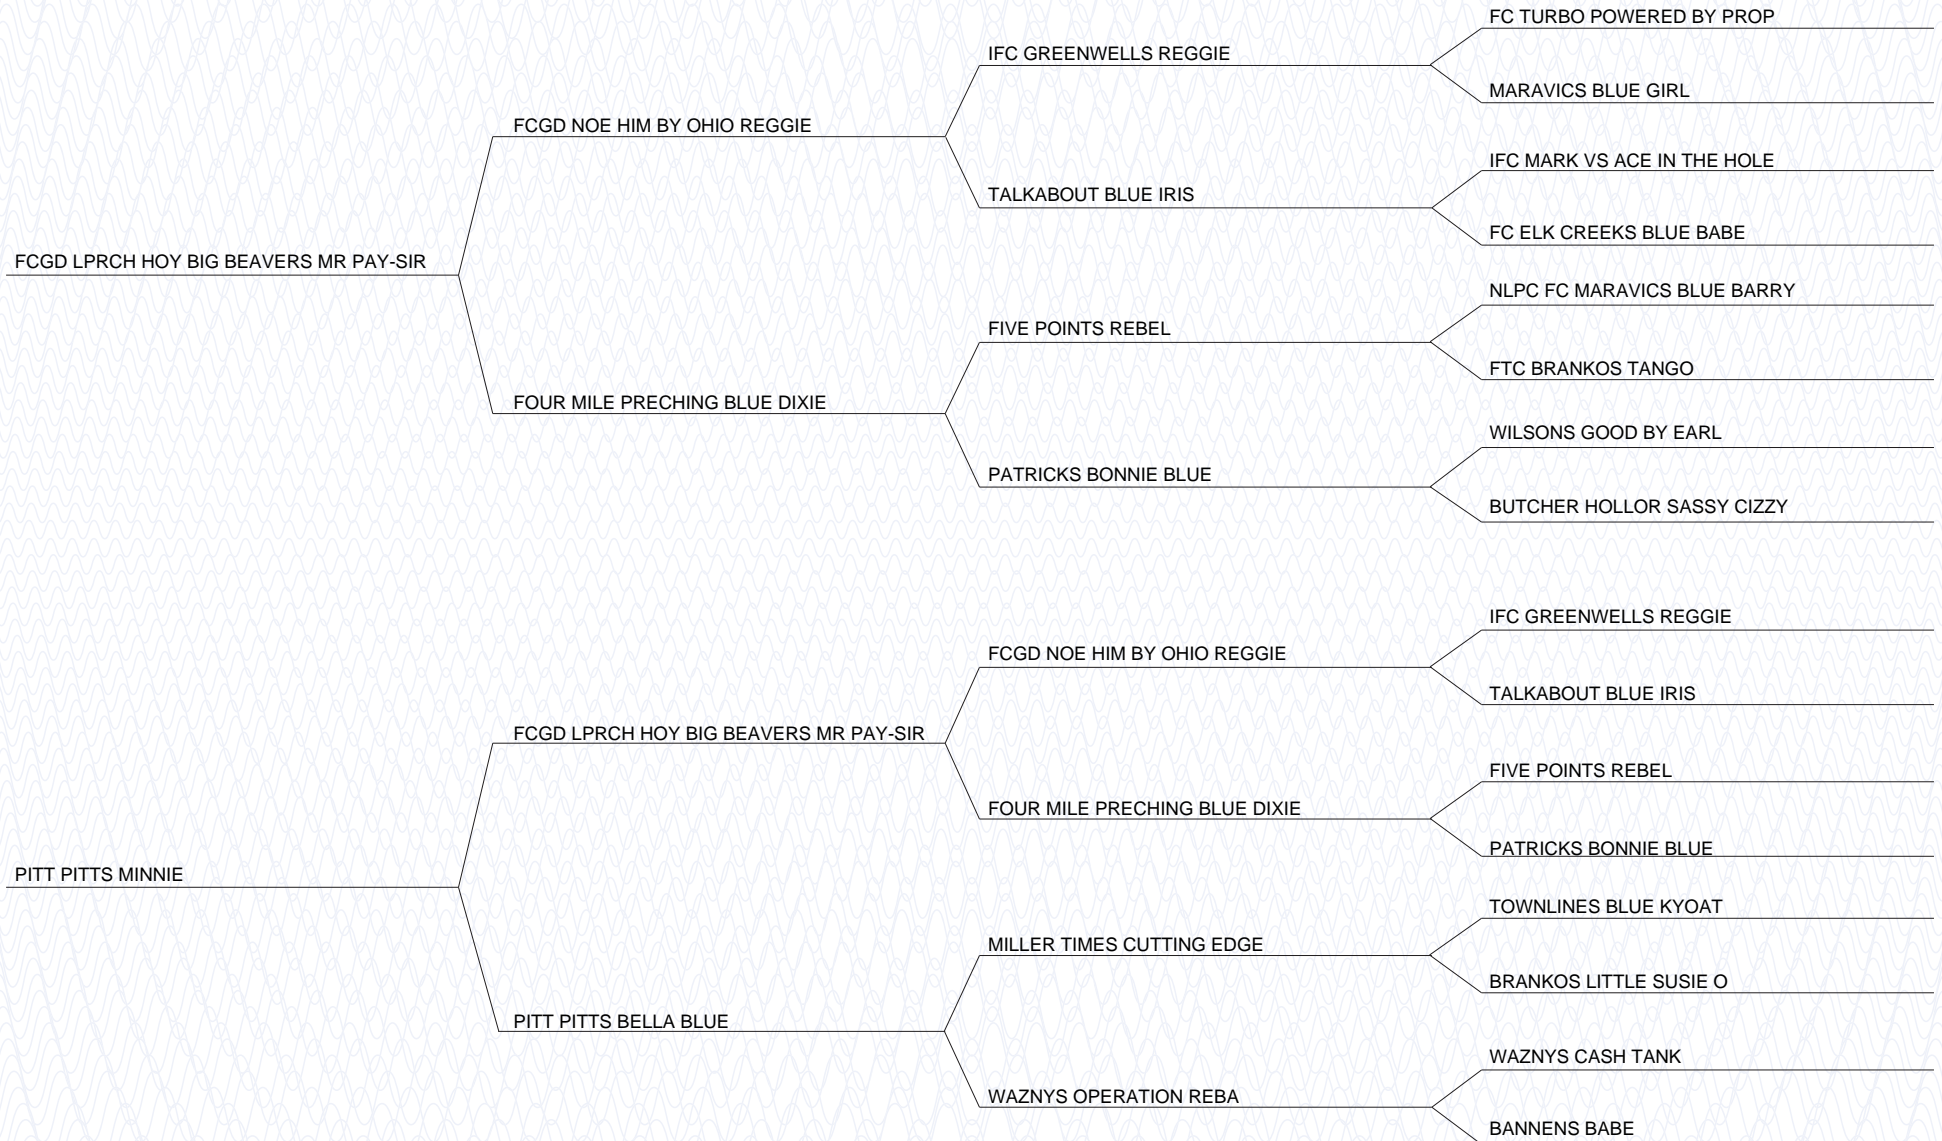 FC TURBO POWERED BY PROP
IFC GREENWELLS REGGIE
MARAVICS BLUE GIRL
FCGD NOE HIM BY OHIO REGGIE
IFC MARK VS ACE IN THE HOLE
TALKABOUT BLUE IRIS
FC ELK CREEKS BLUE BABE
FCGD LPRCH HOY BIG BEAVERS MR PAY-SIR
NLPC FC MARAVICS BLUE BARRY
FIVE POINTS REBEL
FTC BRANKOS TANGO
FOUR MILE PRECHING BLUE DIXIE
WILSONS GOOD BY EARL
PATRICKS BONNIE BLUE
BUTCHER HOLLOR SASSY CIZZY
IFC GREENWELLS REGGIE
FCGD NOE HIM BY OHIO REGGIE
TALKABOUT BLUE IRIS
FCGD LPRCH HOY BIG BEAVERS MR PAY-SIR
FIVE POINTS REBEL
FOUR MILE PRECHING BLUE DIXIE
PATRICKS BONNIE BLUE
PITT PITTS MINNIE
TOWNLINES BLUE KYOAT
MILLER TIMES CUTTING EDGE
BRANKOS LITTLE SUSIE O
PITT PITTS BELLA BLUE
WAZNYS CASH TANK
WAZNYS OPERATION REBA
BANNENS BABE